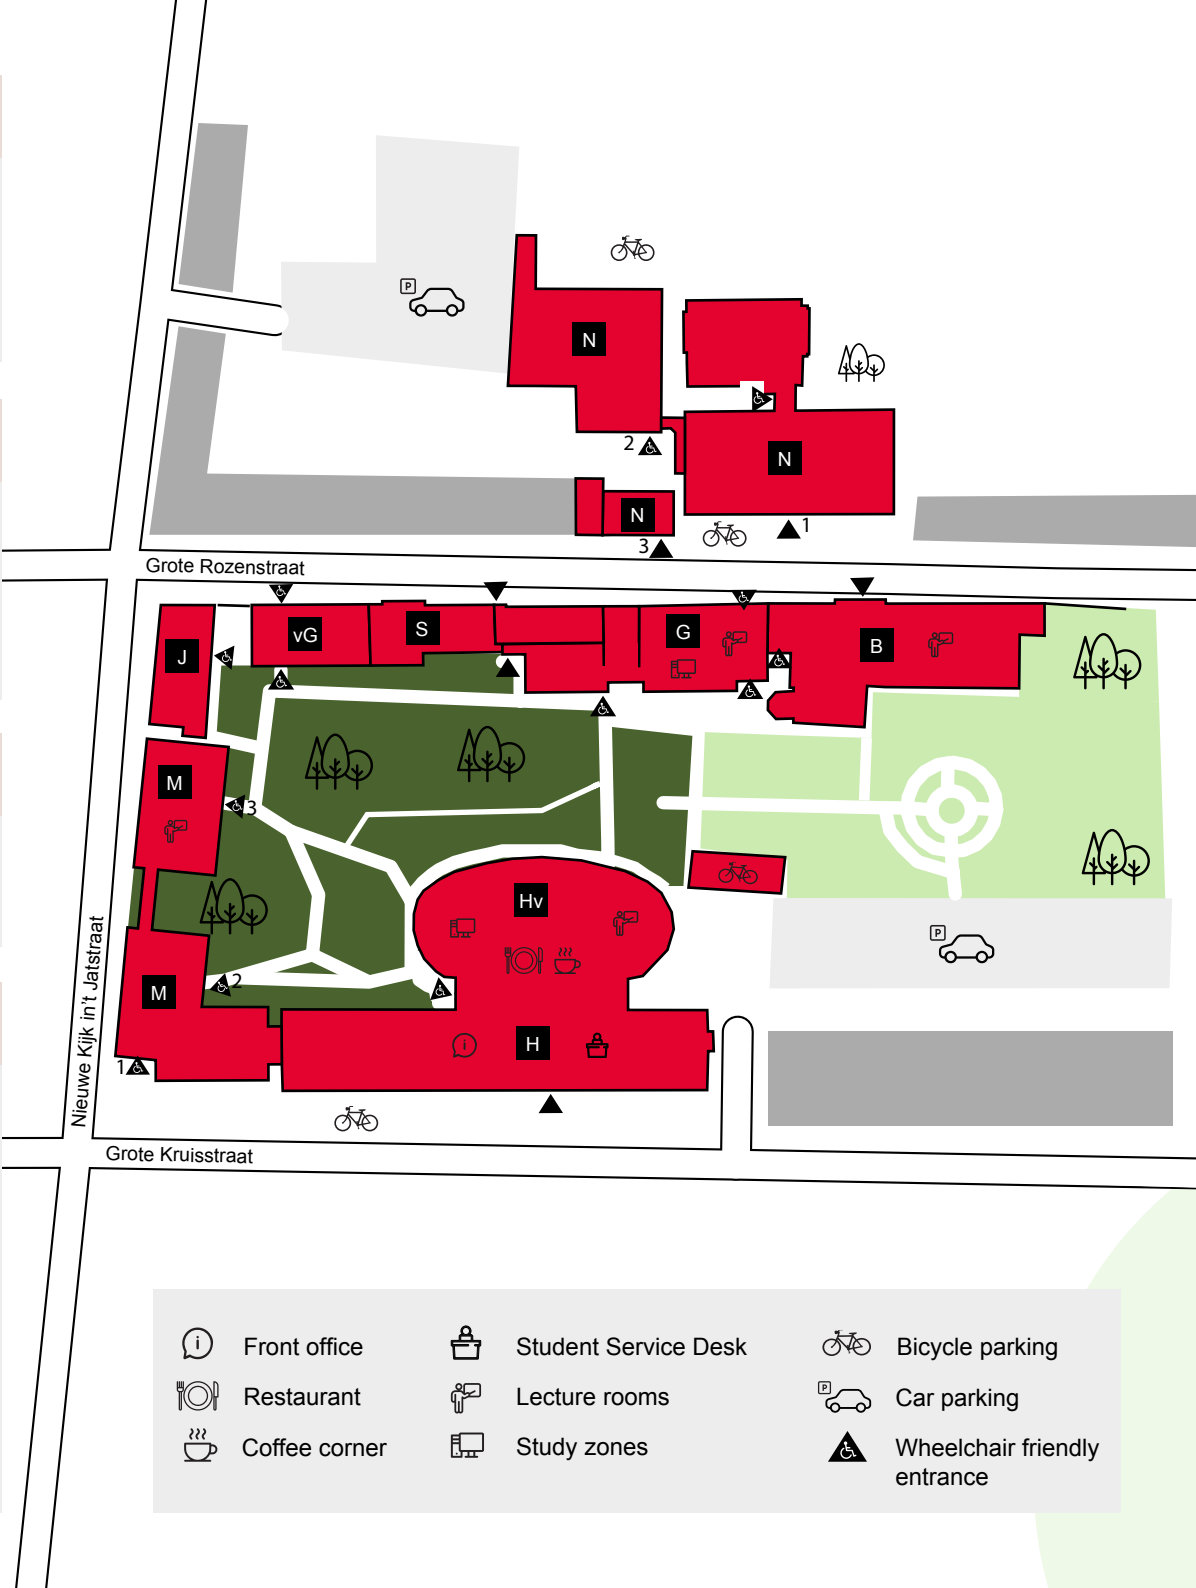 P
N
2
N
1
N
3
Grote Rozenstraat
J
vG
S
G
B
M
3
Hv
M
2
P
H
i
1
Nieuwe Kijk in't Jatstraat
Grote Kruisstraat
i
Front office
Student Service Desk
Bicycle parking
Restaurant
Lecture rooms
P
Car parking
Coffee corner
Study zones
Wheelchair friendly
entrance